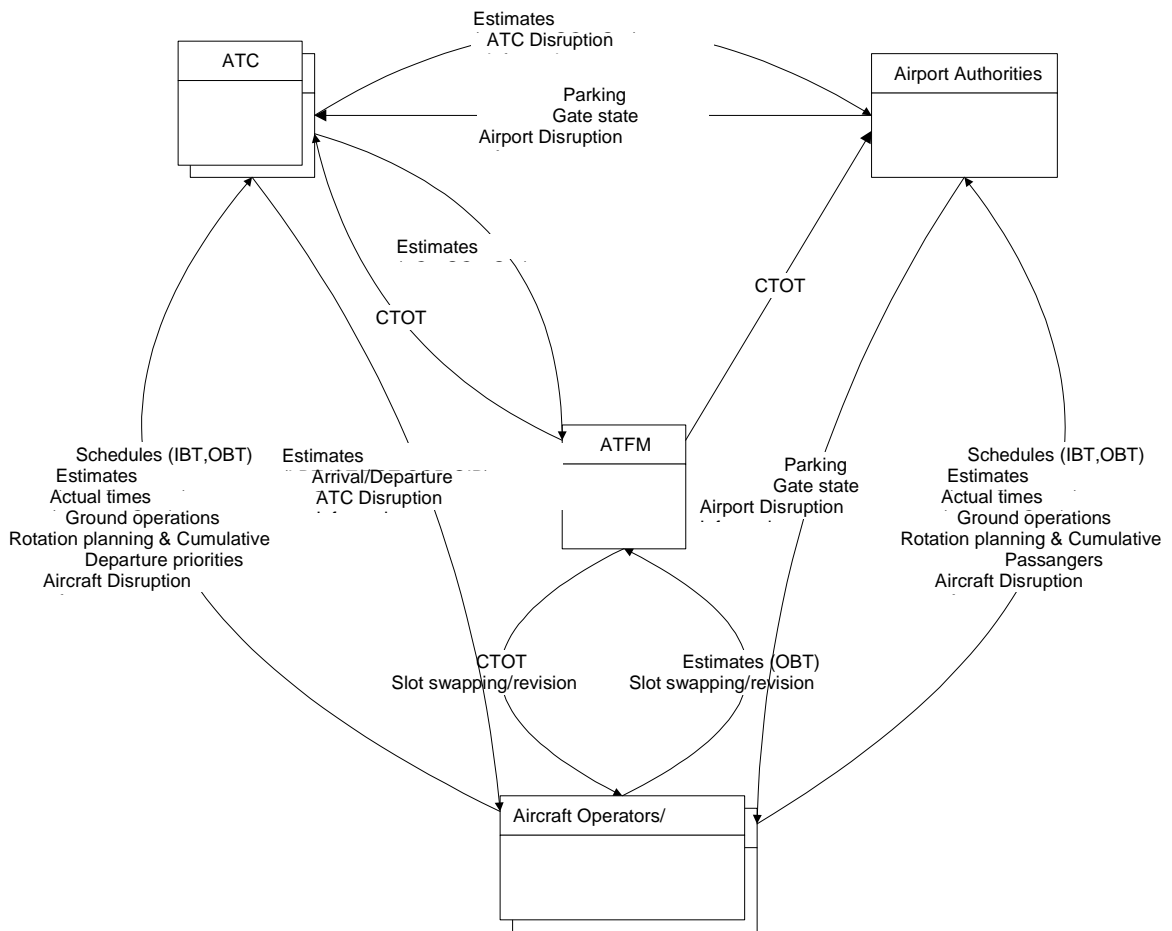 Estimates
ATC Disruption
ATC
Airport Authorities
Parking
Gate state
Airport Disruption
Estimates
CTOT
CTOT
ATFM
Schedules (IBT,OBT)
Estimates
Actual times
Ground operations
Rotation planning & Cumulative
Departure priorities
Aircraft Disruption
Estimates
Arrival/Departure
ATC Disruption
Parking
Gate state
Airport Disruption
Schedules (IBT,OBT)
Estimates
Actual times
Ground operations
Rotation planning & Cumulative
Passangers
Aircraft Disruption
CTOT
Slot swapping/revision
Estimates (OBT)
Slot swapping/revision
Aircraft Operators/